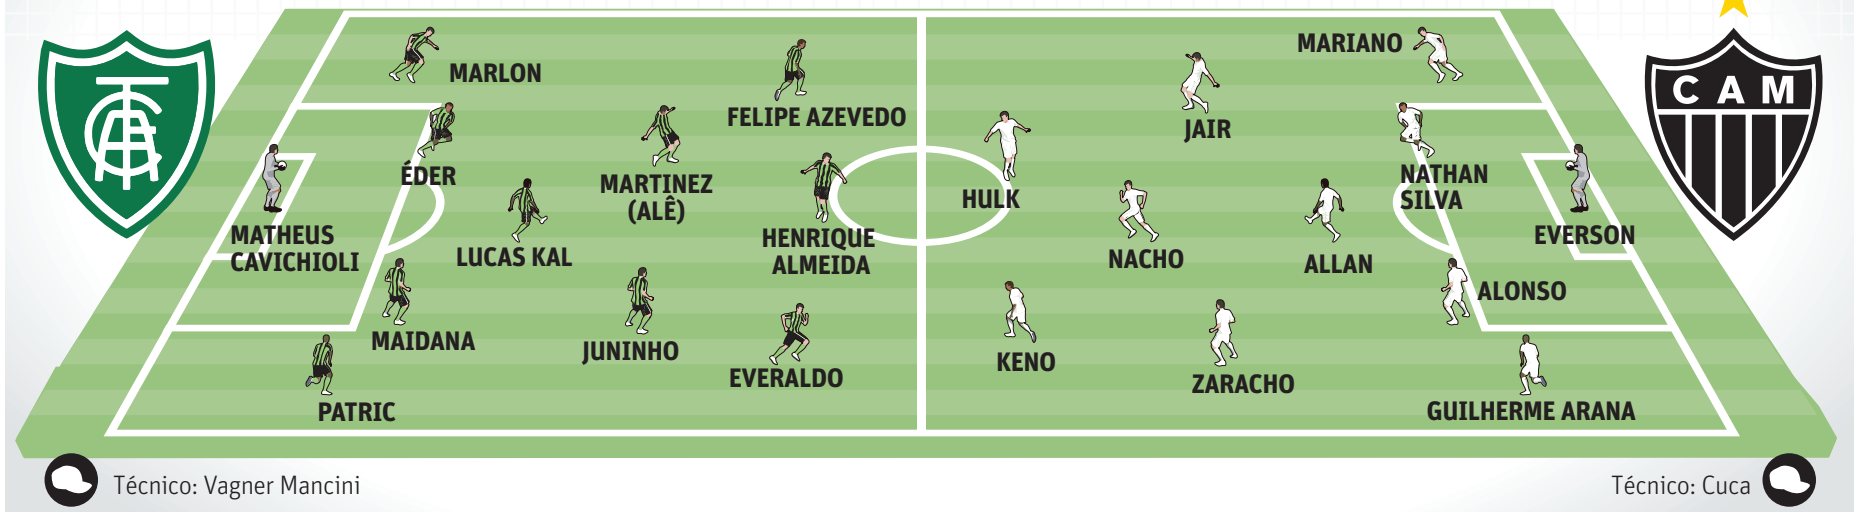 MARLON
FELIPE AZEVEDO
ÉDER
MARTINEZ
(ALÊ)
MATHEUS
CAVICHIOLI
LUCAS KAL
HENRIQUE
ALMEIDA
MAIDANA
JUNINHO
EVERALDO
PATRIC
MARIANO
JAIR
HULK
NATHAN
SILVA
EVERSON
NACHO
ALLAN
ALONSO
KENO
ZARACHO
GUILHERME ARANA
CAM
Técnico: Vagner Mancini
Técnico: Cuca